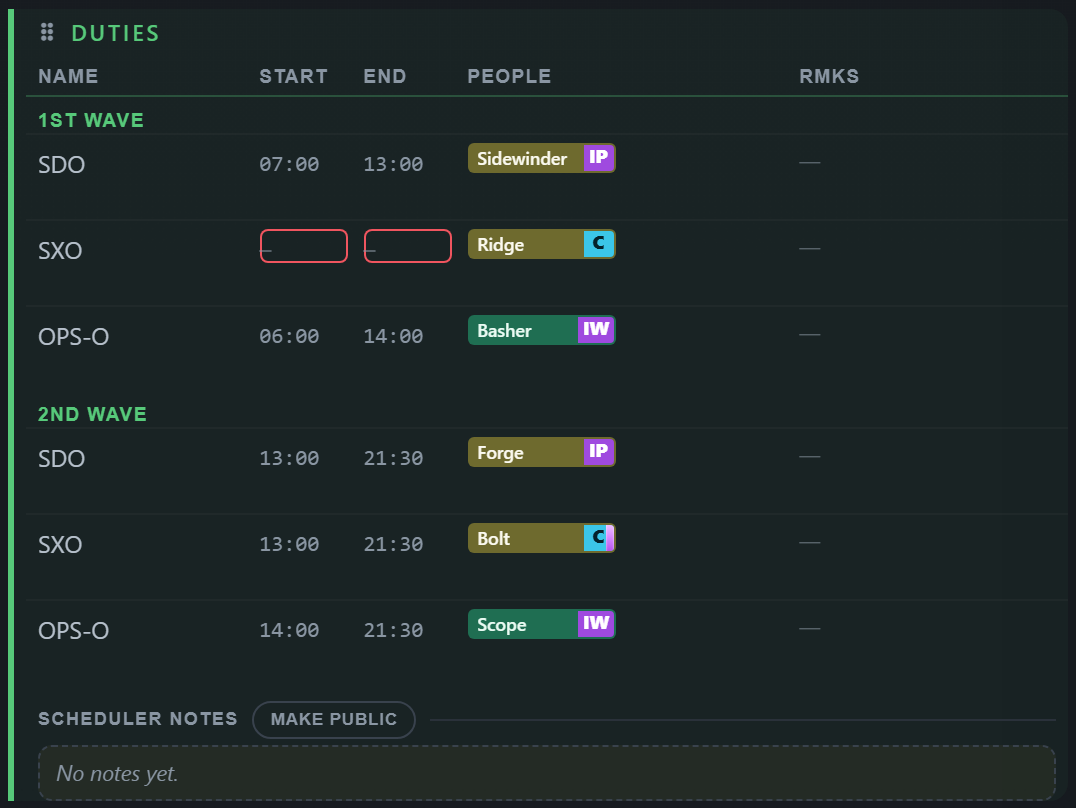 DUTIES
NAME START END PEOPLE RMKS
1ST WAVE
SDO 07:00 13:00 Sidewinder IP —
SXO — — Ridge C —
OPS-O 06:00 14:00 Basher IW —
2ND WAVE
SDO 13:00 21:30 Forge IP —
SXO 13:00 21:30 Bolt C —
OPS-O 14:00 21:30 Scope IW —
SCHEDULER NOTES MAKE PUBLIC
No notes yet.